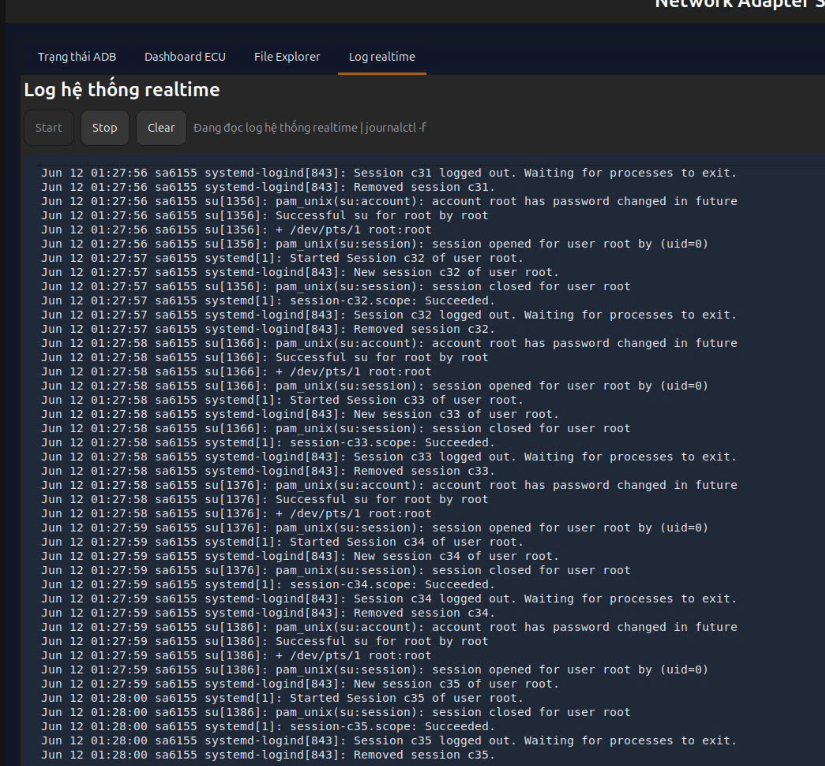 Network Adapter S
Trạng thái ADB Dashboard ECU File Explorer Log realtime
Log hệ thống realtime
Start Stop Clear Đang đọc log hệ thống realtime | journalctl -f
Jun 12 01:27:56 sa6155 systemd-logind[843]: Session c31 logged out. Waiting for processes to exit.
Jun 12 01:27:56 sa6155 systemd-logind[843]: Removed session c31.
Jun 12 01:27:56 sa6155 su[1356]: pam_unix(su:account): account root has password changed in future
Jun 12 01:27:56 sa6155 su[1356]: Successful su for root by root
Jun 12 01:27:56 sa6155 su[1356]: + /dev/pts/1 root:root
Jun 12 01:27:56 sa6155 su[1356]: pam_unix(su:session): session opened for user root by (uid=0)
Jun 12 01:27:57 sa6155 systemd[1]: Started Session c32 of user root.
Jun 12 01:27:57 sa6155 systemd-logind[843]: New session c32 of user root.
Jun 12 01:27:57 sa6155 su[1356]: pam_unix(su:session): session closed for user root
Jun 12 01:27:57 sa6155 systemd[1]: session-c32.scope: Succeeded.
Jun 12 01:27:57 sa6155 systemd-logind[843]: Session c32 logged out. Waiting for processes to exit.
Jun 12 01:27:57 sa6155 systemd-logind[843]: Removed session c32.
Jun 12 01:27:58 sa6155 su[1366]: pam_unix(su:account): account root has password changed in future
Jun 12 01:27:58 sa6155 su[1366]: Successful su for root by root
Jun 12 01:27:58 sa6155 su[1366]: + /dev/pts/1 root:root
Jun 12 01:27:58 sa6155 su[1366]: pam_unix(su:session): session opened for user root by (uid=0)
Jun 12 01:27:58 sa6155 systemd[1]: Started Session c33 of user root.
Jun 12 01:27:58 sa6155 systemd-logind[843]: New session c33 of user root.
Jun 12 01:27:58 sa6155 su[1366]: pam_unix(su:session): session closed for user root
Jun 12 01:27:58 sa6155 systemd[1]: session-c33.scope: Succeeded.
Jun 12 01:27:58 sa6155 systemd-logind[843]: Session c33 logged out. Waiting for processes to exit.
Jun 12 01:27:58 sa6155 systemd-logind[843]: Removed session c33.
Jun 12 01:27:58 sa6155 su[1376]: pam_unix(su:account): account root has password changed in future
Jun 12 01:27:58 sa6155 su[1376]: Successful su for root by root
Jun 12 01:27:58 sa6155 su[1376]: + /dev/pts/1 root:root
Jun 12 01:27:59 sa6155 su[1376]: pam_unix(su:session): session opened for user root by (uid=0)
Jun 12 01:27:59 sa6155 systemd[1]: Started Session c34 of user root.
Jun 12 01:27:59 sa6155 systemd-logind[843]: New session c34 of user root.
Jun 12 01:27:59 sa6155 su[1376]: pam_unix(su:session): session closed for user root
Jun 12 01:27:59 sa6155 systemd[1]: session-c34.scope: Succeeded.
Jun 12 01:27:59 sa6155 systemd-logind[843]: Session c34 logged out. Waiting for processes to exit.
Jun 12 01:27:59 sa6155 systemd-logind[843]: Removed session c34.
Jun 12 01:27:59 sa6155 su[1386]: pam_unix(su:account): account root has password changed in future
Jun 12 01:27:59 sa6155 su[1386]: Successful su for root by root
Jun 12 01:27:59 sa6155 su[1386]: + /dev/pts/1 root:root
Jun 12 01:27:59 sa6155 su[1386]: pam_unix(su:session): session opened for user root by (uid=0)
Jun 12 01:27:59 sa6155 systemd-logind[843]: New session c35 of user root.
Jun 12 01:28:00 sa6155 systemd[1]: Started Session c35 of user root.
Jun 12 01:28:00 sa6155 su[1386]: pam_unix(su:session): session closed for user root
Jun 12 01:28:00 sa6155 systemd[1]: session-c35.scope: Succeeded.
Jun 12 01:28:00 sa6155 systemd-logind[843]: Session c35 logged out. Waiting for processes to exit.
Jun 12 01:28:00 sa6155 systemd-logind[843]: Removed session c35.